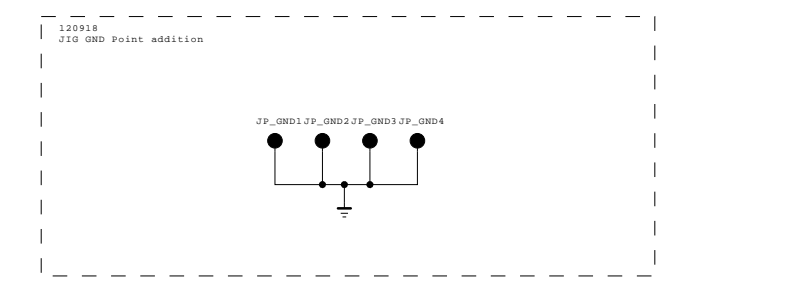 120918
JIG GND Point addition
JP_GND1 JP_GND2 JP_GND3 JP_GND4